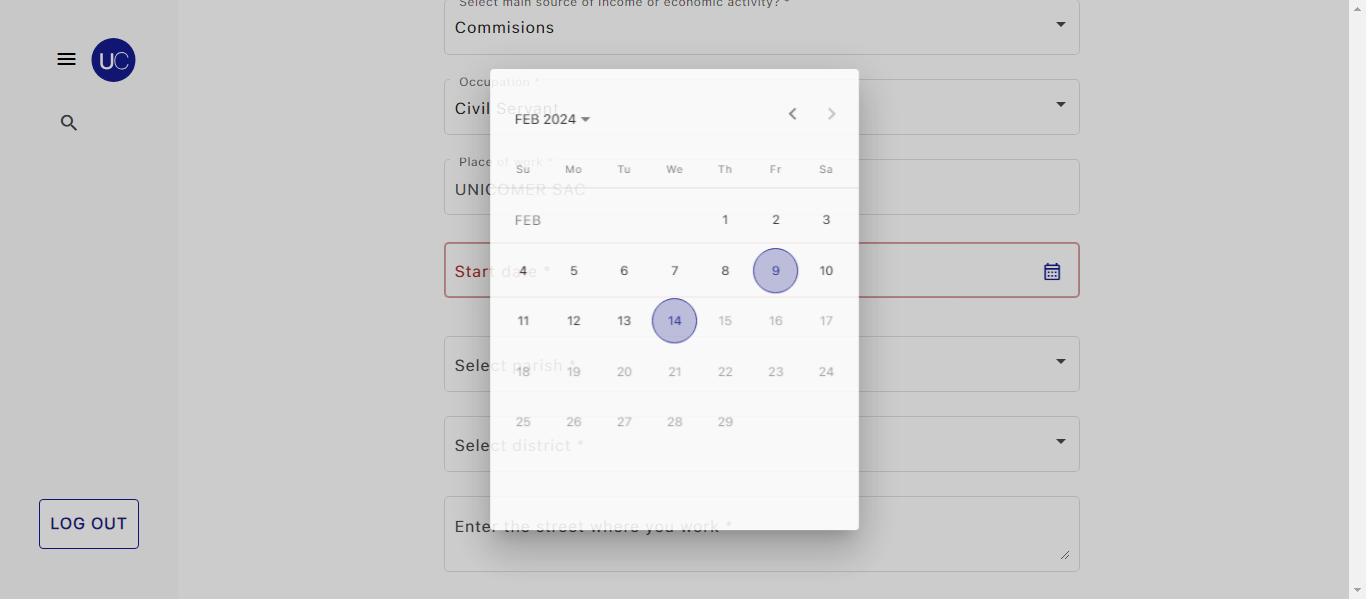 Select main source of income or economic activity? *
Commisions
UC
Occupation *
Civil Servant
FEB 2024
Place of work *
Su Mo Tu We Th Fr Sa
UNICOMER SAC
FEB 1 2 3
Start date *
4 5 6 7 8 9 10
11 12 13 14 15 16 17
Select parish *
18 19 20 21 22 23 24
25 26 27 28 29
Select district *
LOG OUT
Enter the street where you work *